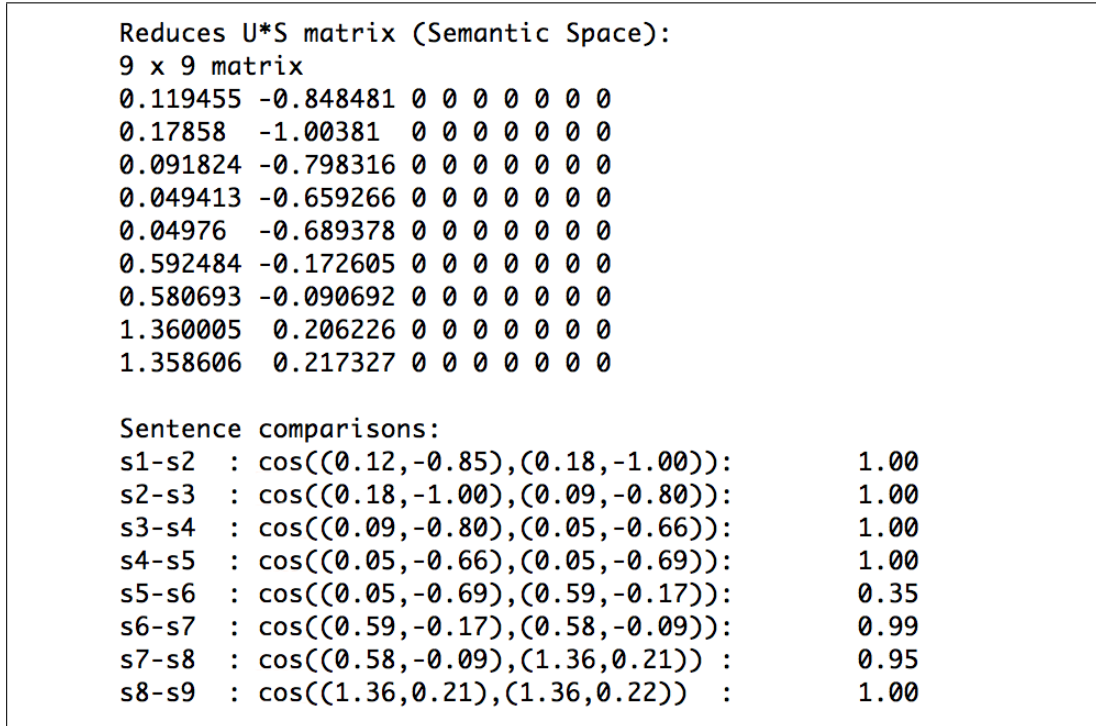 Reduces U*S matrix (Semantic Space):
9 x 9 matrix
0.119455 -0.848481 0 0 0 0 0 0 0
0.17858  -1.00381  0 0 0 0 0 0 0
0.091824 -0.798316 0 0 0 0 0 0 0
0.049413 -0.659266 0 0 0 0 0 0 0
0.04976  -0.689378 0 0 0 0 0 0 0
0.592484 -0.172605 0 0 0 0 0 0 0
0.580693 -0.090692 0 0 0 0 0 0 0
1.360005  0.206226 0 0 0 0 0 0 0
1.358606  0.217327 0 0 0 0 0 0 0
Sentence comparisons:
s1-s2  : cos((0.12,-0.85),(0.18,-1.00)):        1.00
s2-s3  : cos((0.18,-1.00),(0.09,-0.80)):        1.00
s3-s4  : cos((0.09,-0.80),(0.05,-0.66)):        1.00
s4-s5  : cos((0.05,-0.66),(0.05,-0.69)):        1.00
s5-s6  : cos((0.05,-0.69),(0.59,-0.17)):        0.35
s6-s7  : cos((0.59,-0.17),(0.58,-0.09)):        0.99
s7-s8  : cos((0.58,-0.09),(1.36,0.21)) :        0.95
s8-s9  : cos((1.36,0.21),(1.36,0.22))  :        1.00